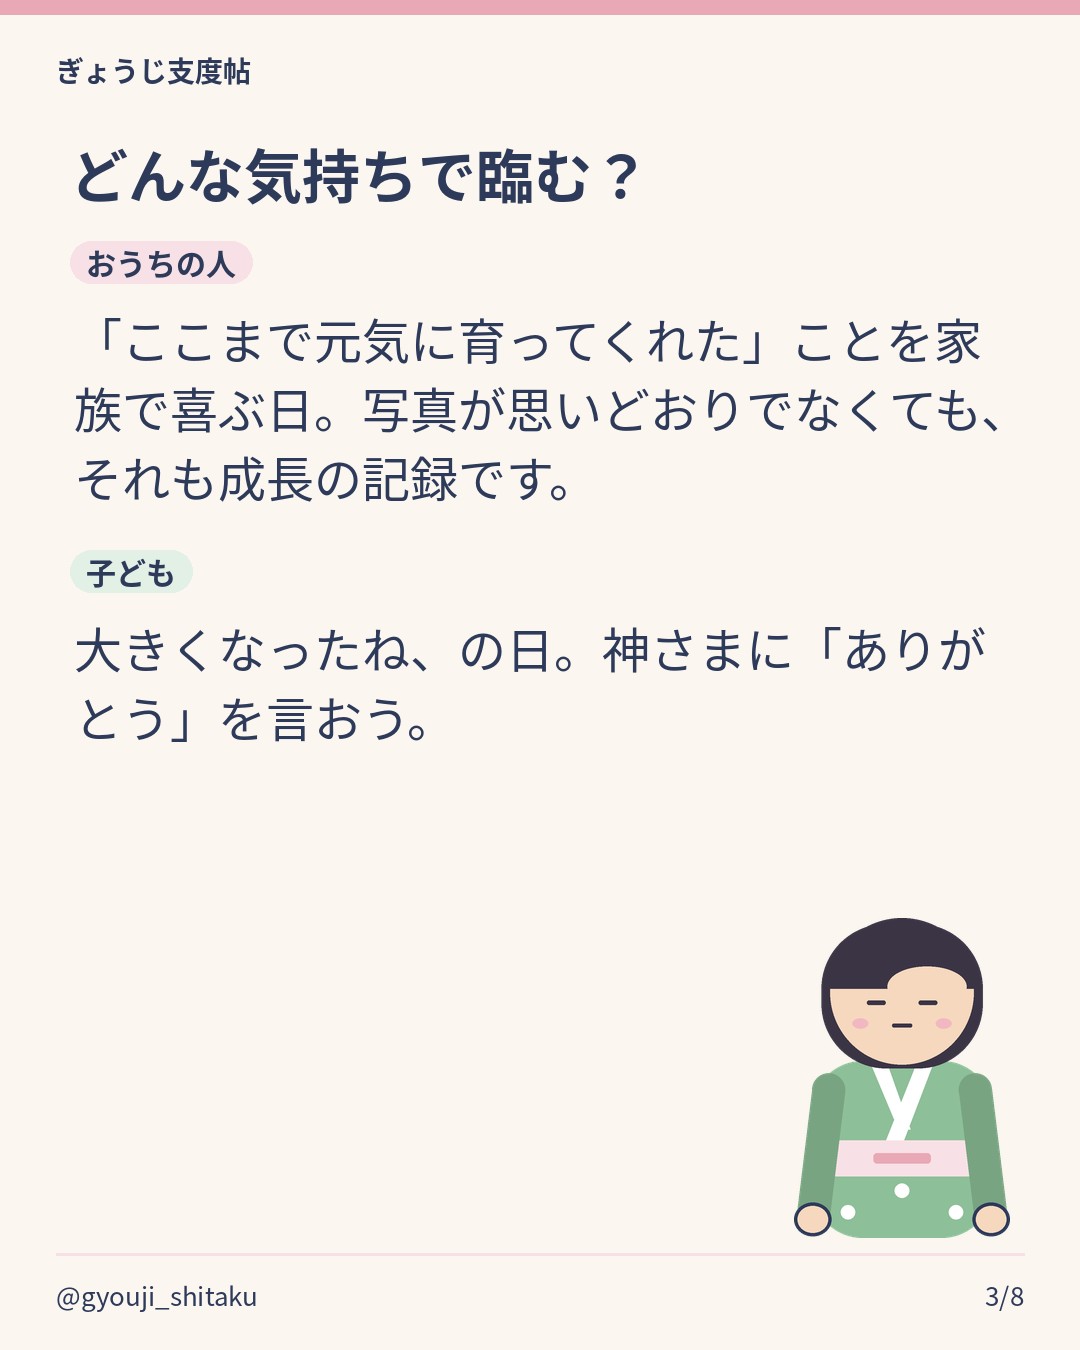 ぎょうじ支度帖
どんな気持ちで臨む？
おうちの人
「ここまで元気に育ってくれた」ことを家
族で喜ぶ日。写真が思いどおりでなくても、
それも成長の記録です。
子ども
大きくなったね、の日。神さまに「ありが
とう」を言おう。
@gyouji_shitaku
3/8